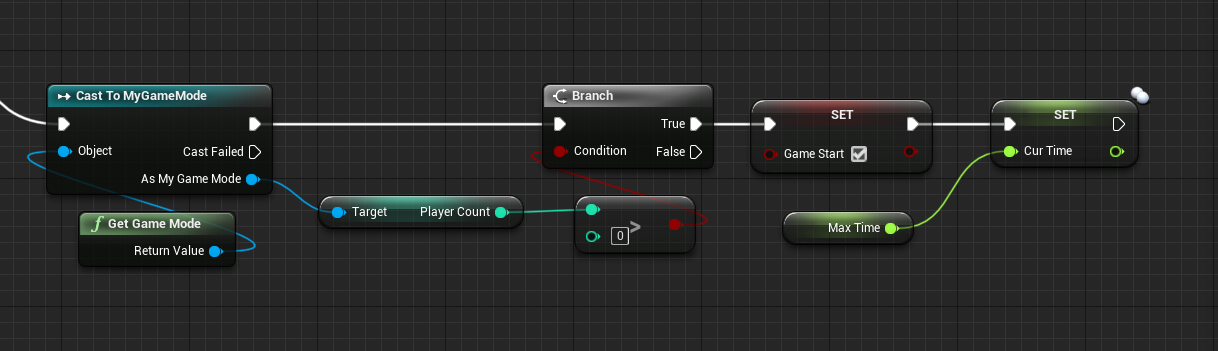 Cast To MyGameMode
Object
Cast Failed
As My Game Mode
f Get Game Mode
Return Value
Target Player Count
0 >
Branch
True
Condition False
SET
Game Start
SET
Cur Time
Max Time